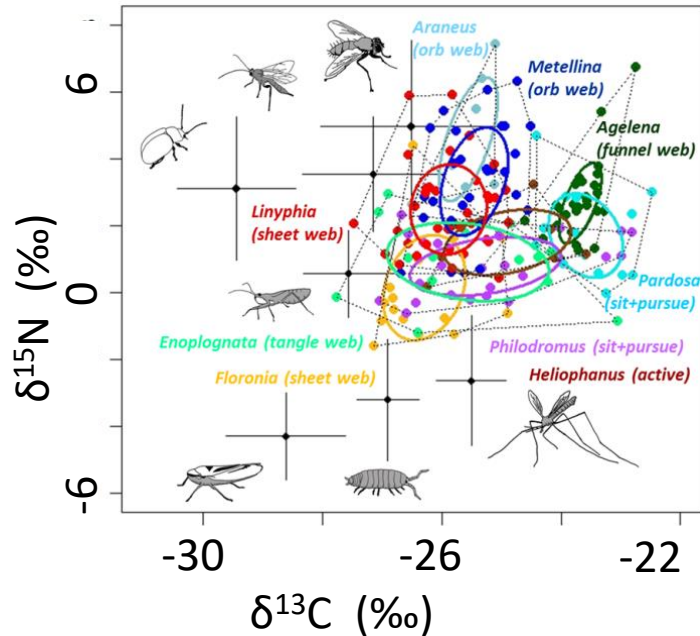 Araneus
(orb web)
Metellina
(orb web)
Agelena
(funnel web)
Linyphia
(sheet web)
Pardosa
(sit+pursue)
Enoplognata (tangle web)
Philodromus (sit+pursue)
Floronia (sheet web)
Heliophanus (active)
6
0
-6
δ15N (‰)
-30
-26
-22
δ13C (‰)